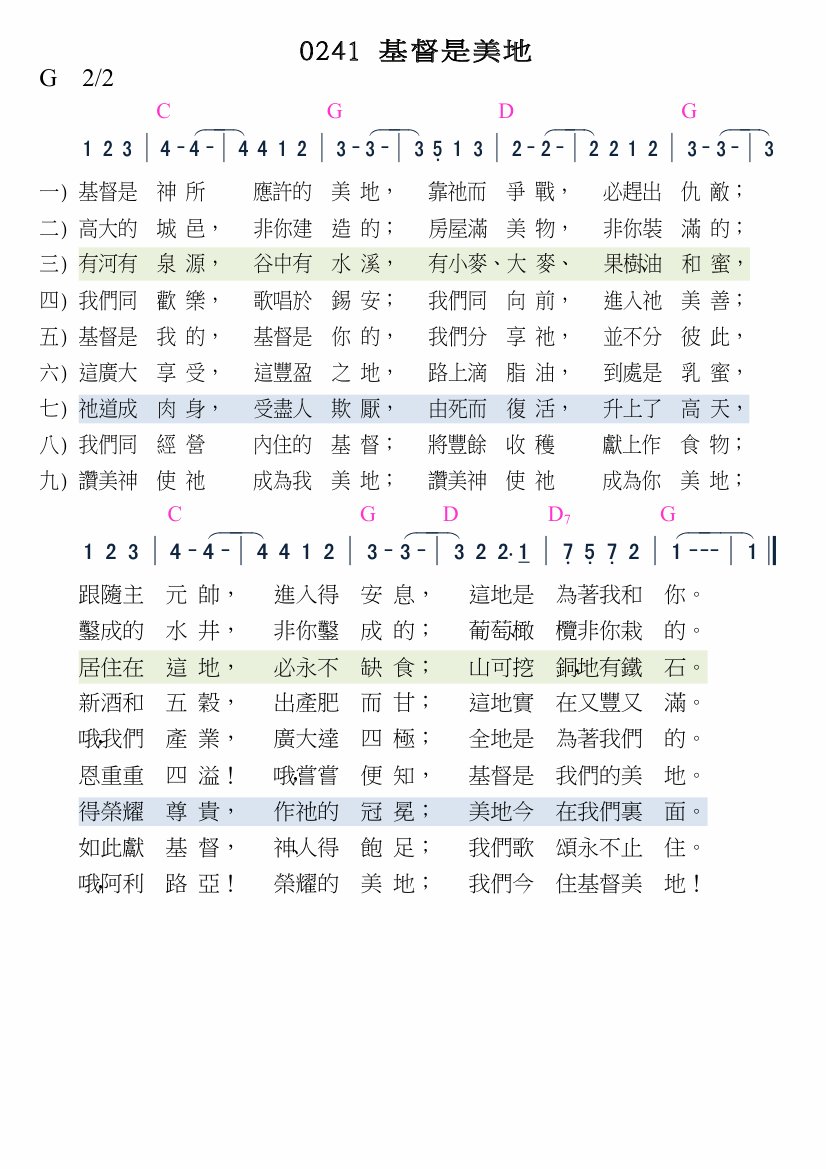 0241 基督是美地
G 2/2
C G D G
1 2 3 | 4 - 4 - | 4 4 1 2 | 3 - 3 - | 3 5̣ 1 3 | 2 - 2 - | 2 2 1 2 | 3 - 3 - | 3
一) 基督是 神 所 應許的 美 地， 靠祂而 爭 戰， 必趕出 仇 敵；
二) 高大的 城 邑， 非你建 造 的； 房屋滿 美 物， 非你裝 滿 的；
三) 有河有 泉 源， 谷中有 水 溪， 有小麥、大 麥、 果樹、油 和 蜜，
四) 我們同 歡 樂， 歌唱於 錫 安； 我們同 向 前， 進入祂 美 善；
五) 基督是 我 的， 基督是 你 的， 我們分 享 祂， 並不分 彼 此，
六) 這廣大 享 受， 這豐盈 之 地， 路上滴 脂 油， 到處是 乳 蜜，
七) 祂道成 肉 身， 受盡人 欺 厭， 由死而 復 活， 升上了 高 天，
八) 我們同 經 營 內住的 基 督； 將豐餘 收 穫 獻上作 食 物；
九) 讚美神 使 祂 成為我 美 地； 讚美神 使 祂 成為你 美 地；
C G D D7 G
1 2 3 | 4 - 4 - | 4 4 1 2 | 3 - 3 - | 3 2 2. 1 | 7̣ 5̣ 7̣ 2 | 1 - - - | 1 ||
跟隨主 元 帥， 進入得 安 息， 這地是 為著我和 你。
鑿成的 水 井， 非你鑿 成 的； 葡萄、橄 欖非你栽 的。
居住在 這 地， 必永不 缺 食； 山可挖 銅，地有鐵 石。
新酒和 五 穀， 出產肥 而 甘； 這地實 在又豐又 滿。
哦，我們 產 業， 廣大達 四 極； 全地是 為著我們 的。
恩重重 四 溢！ 哦，嘗嘗 便 知， 基督是 我們的美 地。
得榮耀 尊 貴， 作祂的 冠 冕； 美地今 在我們裏 面。
如此獻 基 督， 神、人得 飽 足； 我們歌 頌永不止 住。
哦，阿利 路 亞！ 榮耀的 美 地； 我們今 住基督美 地！